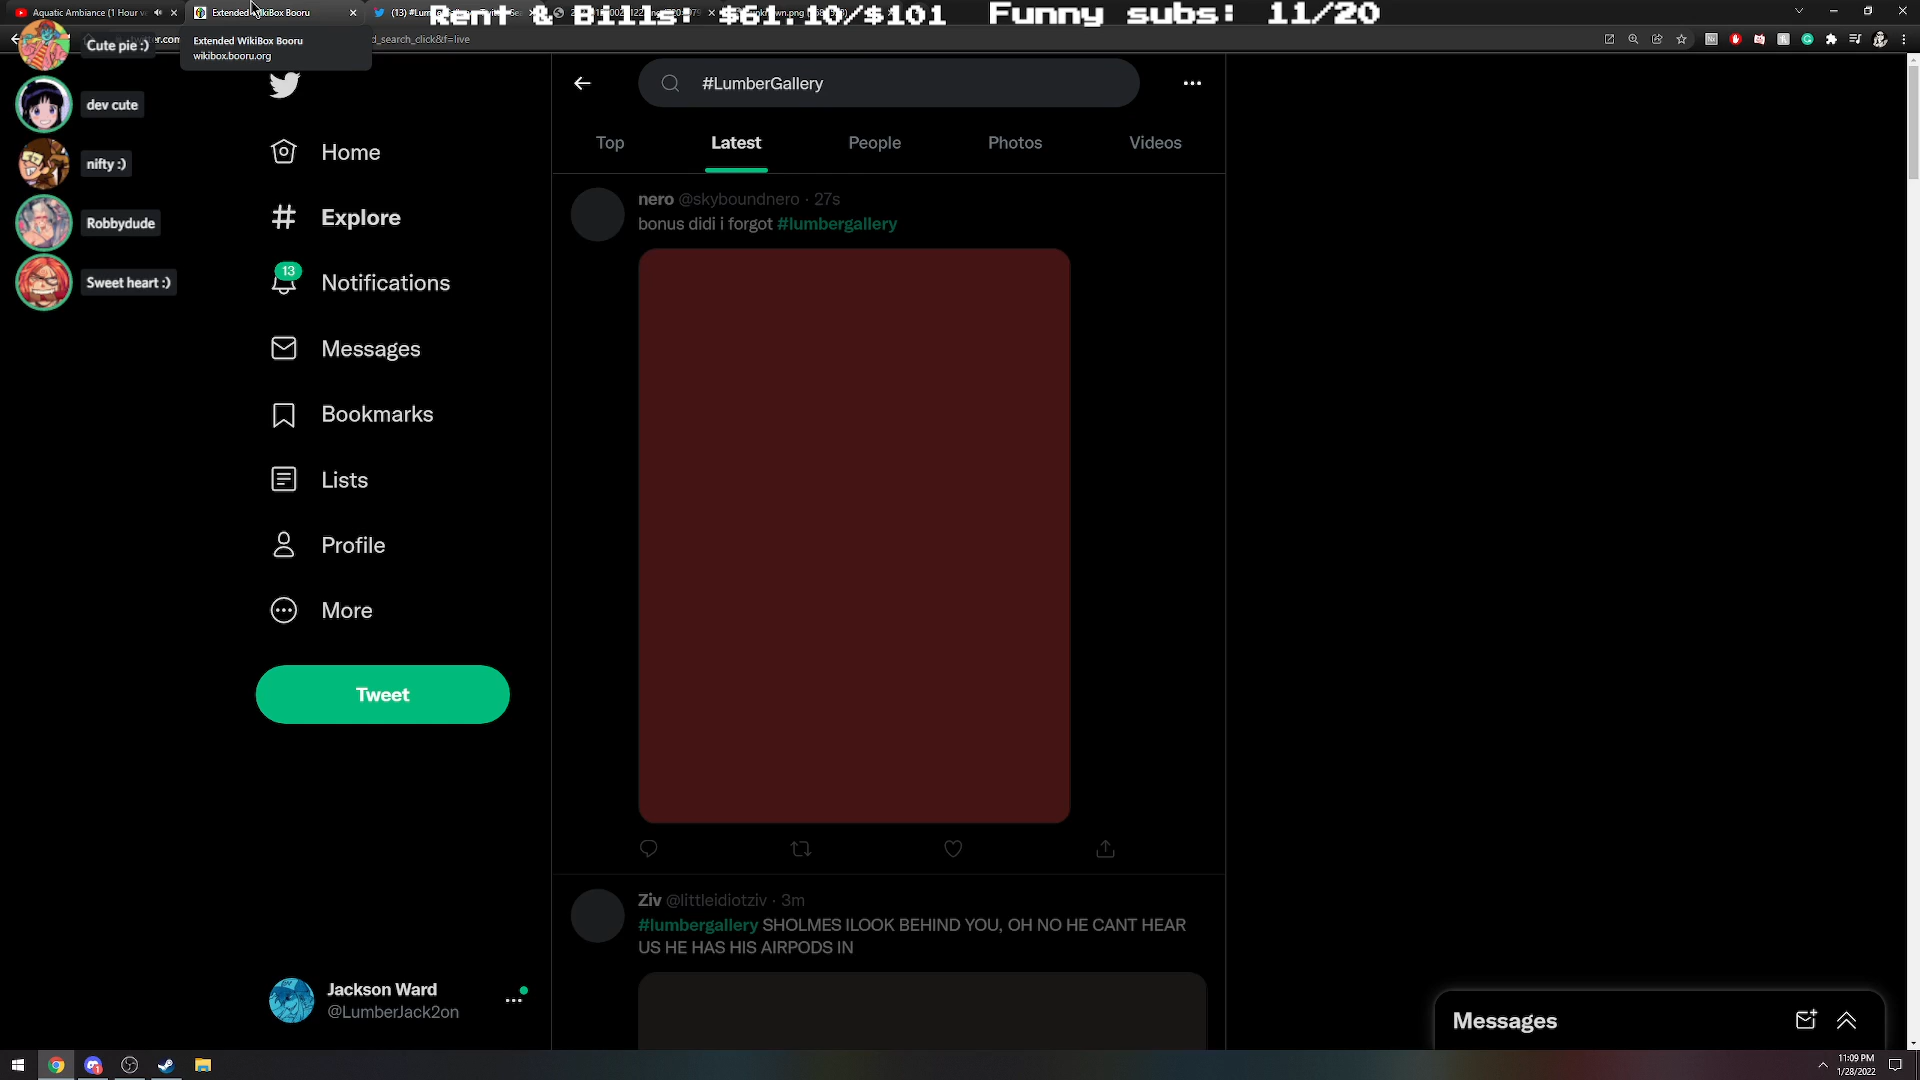 Aquatic Ambiance (1 Hour
Extended WikiBox Booru
Rent & Bills: $61.10/$101
Funny subs: 11/20
Extended WikiBox Booru
wikibox.booru.org
d_search_click&f=live
Cute pie :)
dev cute
nifty :)
Robbydude
Sweet heart :)
Home
Explore
13
Notifications
Messages
Bookmarks
Lists
Profile
More
Tweet
Jackson Ward
@LumberJack2on
#LumberGallery
Top
Latest
People
Photos
Videos
nero @skyboundnero · 27s
bonus didi i forgot #lumbergallery
Ziv @littleidiotziv · 3m
#lumbergallery SHOLMES ILOOK BEHIND YOU, OH NO HE CANT HEAR
US HE HAS HIS AIRPODS IN
Messages
11:09 PM
1/28/2022